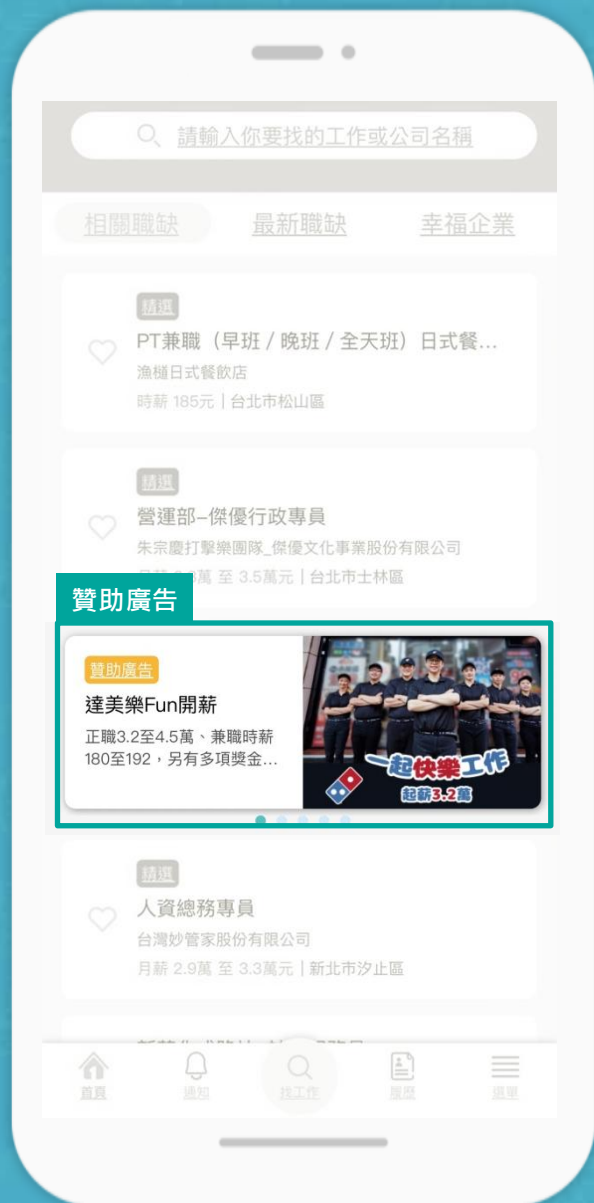 請輸入你要找的工作或公司名稱
相關職缺 最新職缺 幸福企業
精選
PT兼職（早班 / 晚班 / 全天班）日式餐...
漁樋日式餐飲店
時薪 185元 | 台北市松山區
精選
營運部–傑優行政專員
朱宗慶打擊樂團隊_傑優文化事業股份有限公司
萬 至 3.5萬元 | 台北市士林區
贊助廣告
贊助廣告
達美樂Fun開薪
正職3.2至4.5萬、兼職時薪
180至192，另有多項獎金...
一起快樂工作
起薪3.2萬
精選
人資總務專員
台灣妙管家股份有限公司
月薪 2.9萬 至 3.3萬元 | 新北市汐止區
首頁 通知 找工作 履歷 選單